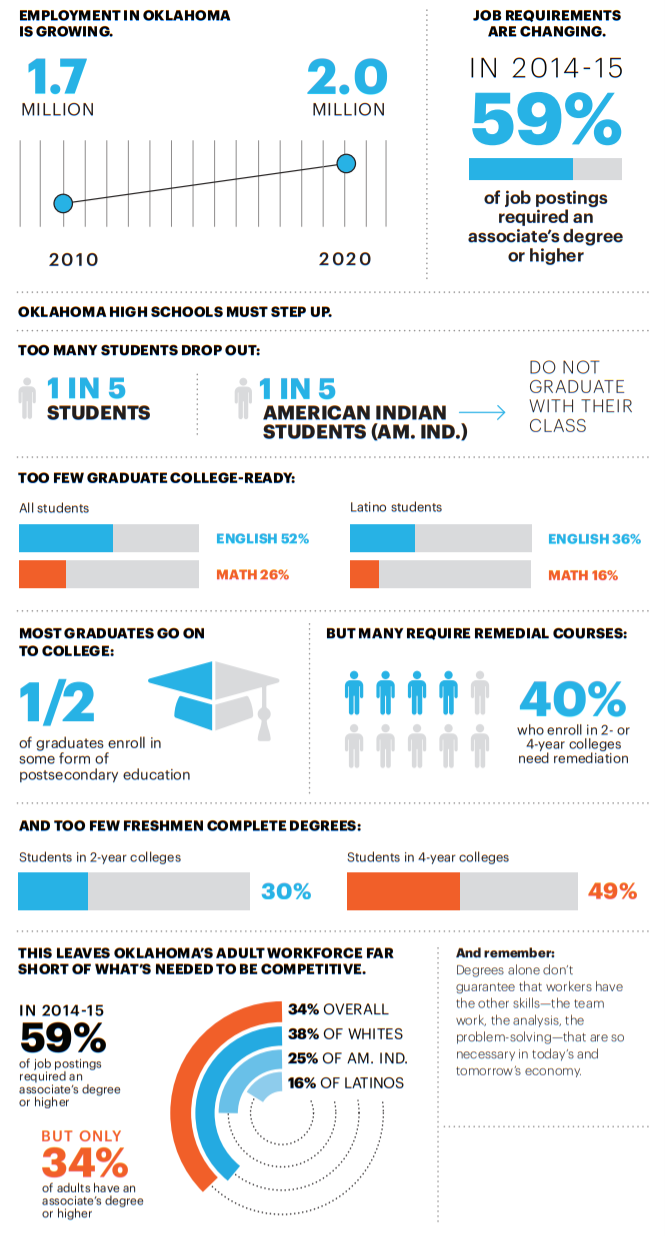 EMPLOYMENT IN OKLAHOMA
IS GROWING.
1.7
MILLION
2.0
MILLION
2010
2020
JOB REQUIREMENTS
ARE CHANGING.
IN 2014-15
59%
of job postings
required an
associate's degree
or higher
OKLAHOMA HIGH SCHOOLS MUST STEP UP.
TOO MANY STUDENTS DROP OUT:
1 IN 5
STUDENTS
1 IN 5
AMERICAN INDIAN
STUDENTS (AM. IND.)
DO NOT
GRADUATE
WITH THEIR
CLASS
TOO FEW GRADUATE COLLEGE-READY:
All students
ENGLISH 52%
MATH 26%
Latino students
ENGLISH 36%
MATH 16%
MOST GRADUATES GO ON
TO COLLEGE:
1/2
of graduates enroll in
some form of
postsecondary education
BUT MANY REQUIRE REMEDIAL COURSES:
40%
who enroll in 2- or
4-year colleges
need remediation
AND TOO FEW FRESHMEN COMPLETE DEGREES:
Students in 2-year colleges
30%
Students in 4-year colleges
49%
THIS LEAVES OKLAHOMA'S ADULT WORKFORCE FAR
SHORT OF WHAT'S NEEDED TO BE COMPETITIVE.
IN 2014-15
59%
of job postings
required an
associate's degree
or higher
BUT ONLY
34%
of adults have an
associate's degree
or higher
34% OVERALL
38% OF WHITES
25% OF AM. IND.
16% OF LATINOS
And remember:
Degrees alone don't
guarantee that workers have
the other skills—the team
work, the analysis, the
problem-solving—that are so
necessary in today's and
tomorrow's economy.